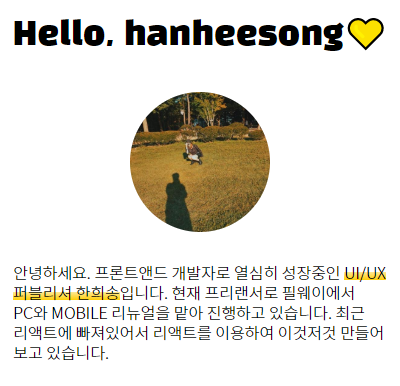 Hello, hanheesong
안녕하세요. 프론트앤드 개발자로 열심히 성장중인 UI/UX
퍼블리셔 한희송입니다. 현재 프리랜서로 필웨이에서
PC와 MOBILE 리뉴얼을 맡아 진행하고 있습니다. 최근
리액트에 빠져있어서 리액트를 이용하여 이것저것 만들어
보고 있습니다.